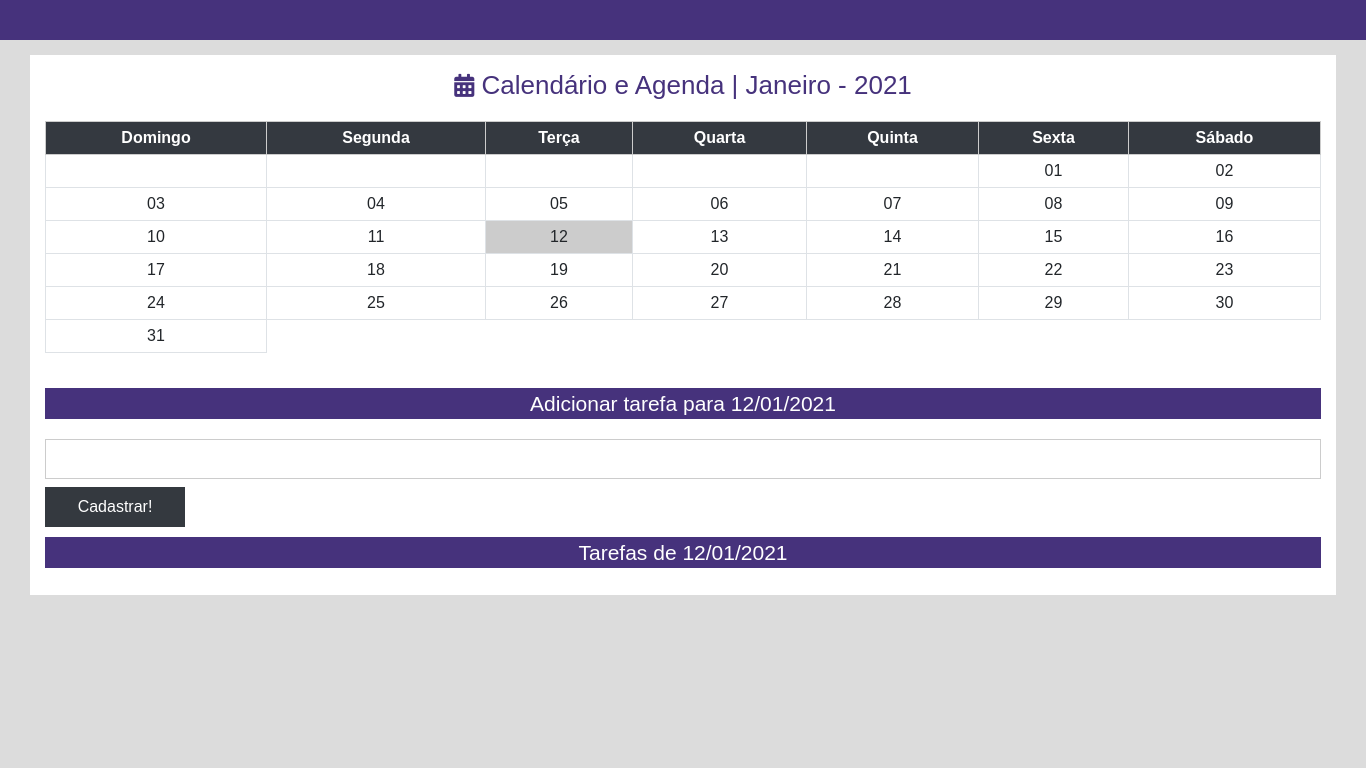 Calendário e Agenda | Janeiro - 2021
Domingo Segunda Terça Quarta Quinta Sexta Sábado
01 02
03 04 05 06 07 08 09
10 11 12 13 14 15 16
17 18 19 20 21 22 23
24 25 26 27 28 29 30
31
Adicionar tarefa para 12/01/2021
Cadastrar!
Tarefas de 12/01/2021